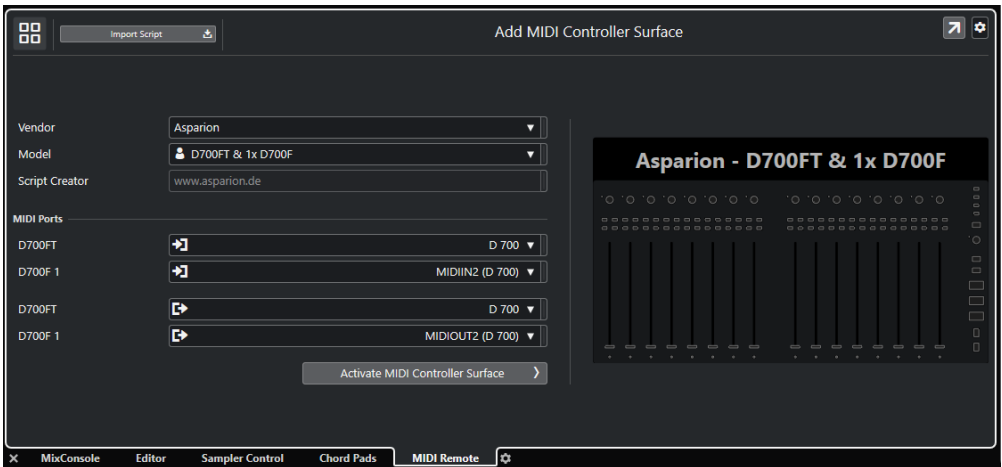 Import Script
Add MIDI Controller Surface
Vendor
Asparion
Model
D700FT & 1x D700F
Script Creator
www.asparion.de
MIDI Ports
D700FT
D 700
D700F 1
MIDIIN2 (D 700)
D700FT
D 700
D700F 1
MIDIOUT2 (D 700)
Activate MIDI Controller Surface
Asparion - D700FT & 1x D700F
MixConsole
Editor
Sampler Control
Chord Pads
MIDI Remote